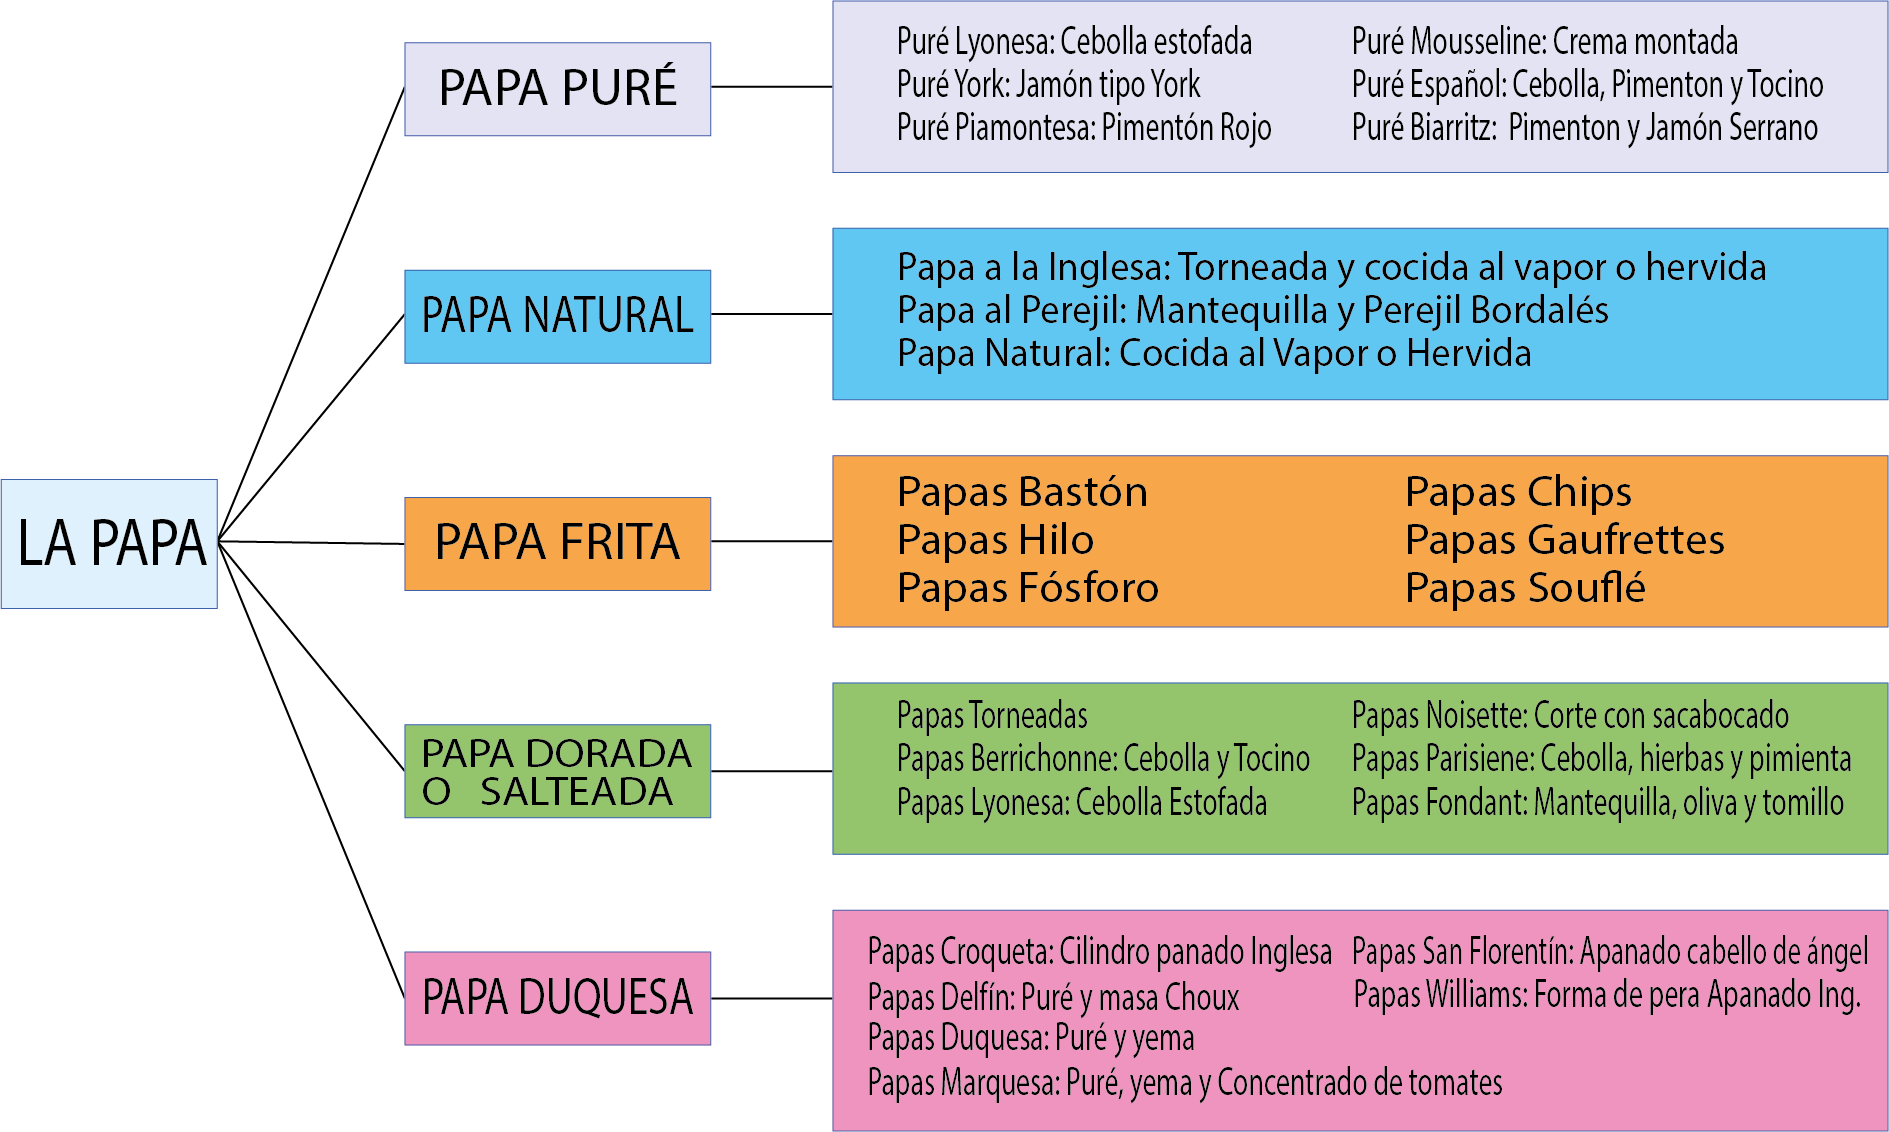 LA PAPA
PAPA PURÉ
Puré Lyonesa: Cebolla estofada
Puré York: Jamón tipo York
Puré Piamontesa: Pimentón Rojo
Puré Mousseline: Crema montada
Puré Español: Cebolla, Pimenton y Tocino
Puré Biarritz: Pimenton y Jamón Serrano
PAPA NATURAL
Papa a la Inglesa: Torneada y cocida al vapor o hervida
Papa al Perejil: Mantequilla y Perejil Bordalés
Papa Natural: Cocida al Vapor o Hervida
PAPA FRITA
Papas Bastón
Papas Hilo
Papas Fósforo
Papas Chips
Papas Gaufrettes
Papas Souflé
PAPA DORADA
O SALTEADA
Papas Torneadas
Papas Berrichonne: Cebolla y Tocino
Papas Lyonesa: Cebolla Estofada
Papas Noisette: Corte con sacabocado
Papas Parisiene: Cebolla, hierbas y pimienta
Papas Fondant: Mantequilla, oliva y tomillo
PAPA DUQUESA
Papas Croqueta: Cilindro panado Inglesa
Papas Delfín: Puré y masa Choux
Papas Duquesa: Puré y yema
Papas Marquesa: Puré, yema y Concentrado de tomates
Papas San Florentín: Apanado cabello de ángel
Papas Williams: Forma de pera Apanado Ing.